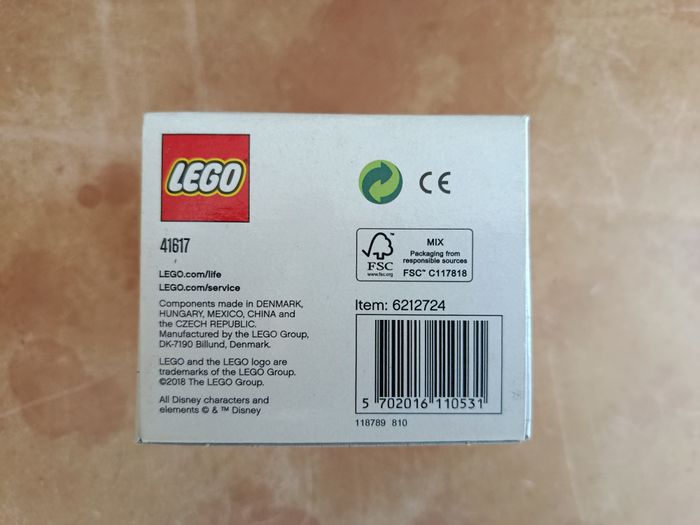 LEGO
CE
41617
LEGO.com/life
LEGO.com/service
Components made in DENMARK,
HUNGARY, MEXICO, CHINA and
the CZECH REPUBLIC.
Manufactured by the LEGO Group,
DK-7190 Billund, Denmark.
LEGO and the LEGO logo are
trademarks of the LEGO Group.
©2018 The LEGO Group.
All Disney characters and
elements © & ™ Disney
FSC™
www.fsc.org
MIX
Packaging from
responsible sources
FSC™ C117818
Item: 6212724
5 702016 110531
118789 810